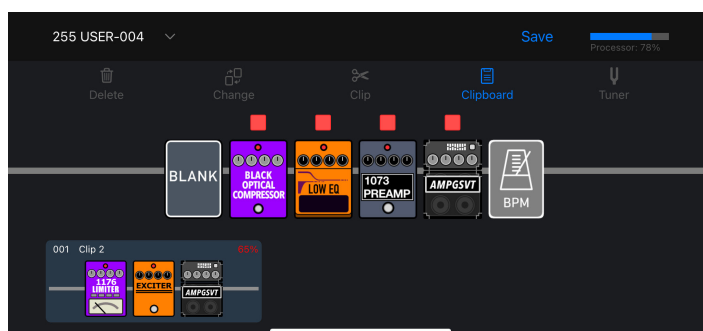 255 USER-004
Save
Processor: 78%
Delete
Change
Clip
Clipboard
Tuner
BLANK
BLACK
OPTICAL
COMPRESSOR
LOW EQ
1073
PREAMP
AMPGSVT
BPM
001 Clip 2
65%
1176
LIMITER
EXCITER
AMPGSVT